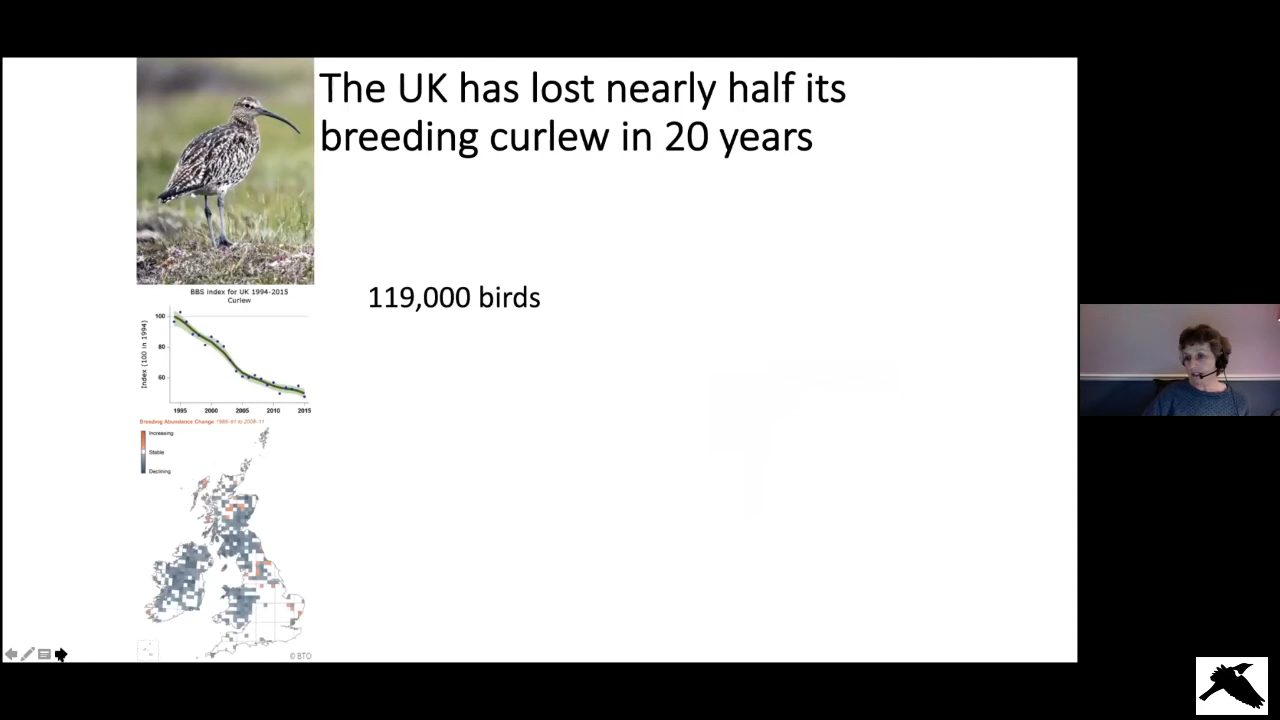 The UK has lost nearly half its
breeding curlew in 20 years
119,000 birds
BBS index for UK 1994-2015
Curlew
Index (100 in 1994)
100
80
60
1995 2000 2005 2010 2015
Breeding Abundance Change
Increasing
Stable
Declining
© BTO